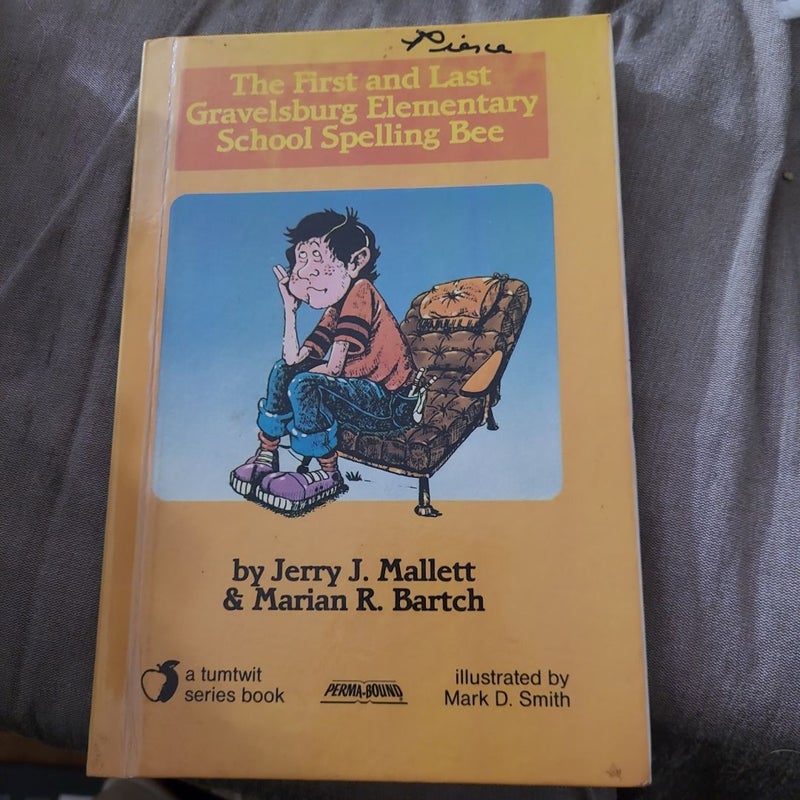 Pierce
The First and Last
Gravelsburg Elementary
School Spelling Bee
by Jerry J. Mallett
& Marian R. Bartch
a tumtwit
series book
PERMA-BOUND
illustrated by
Mark D. Smith